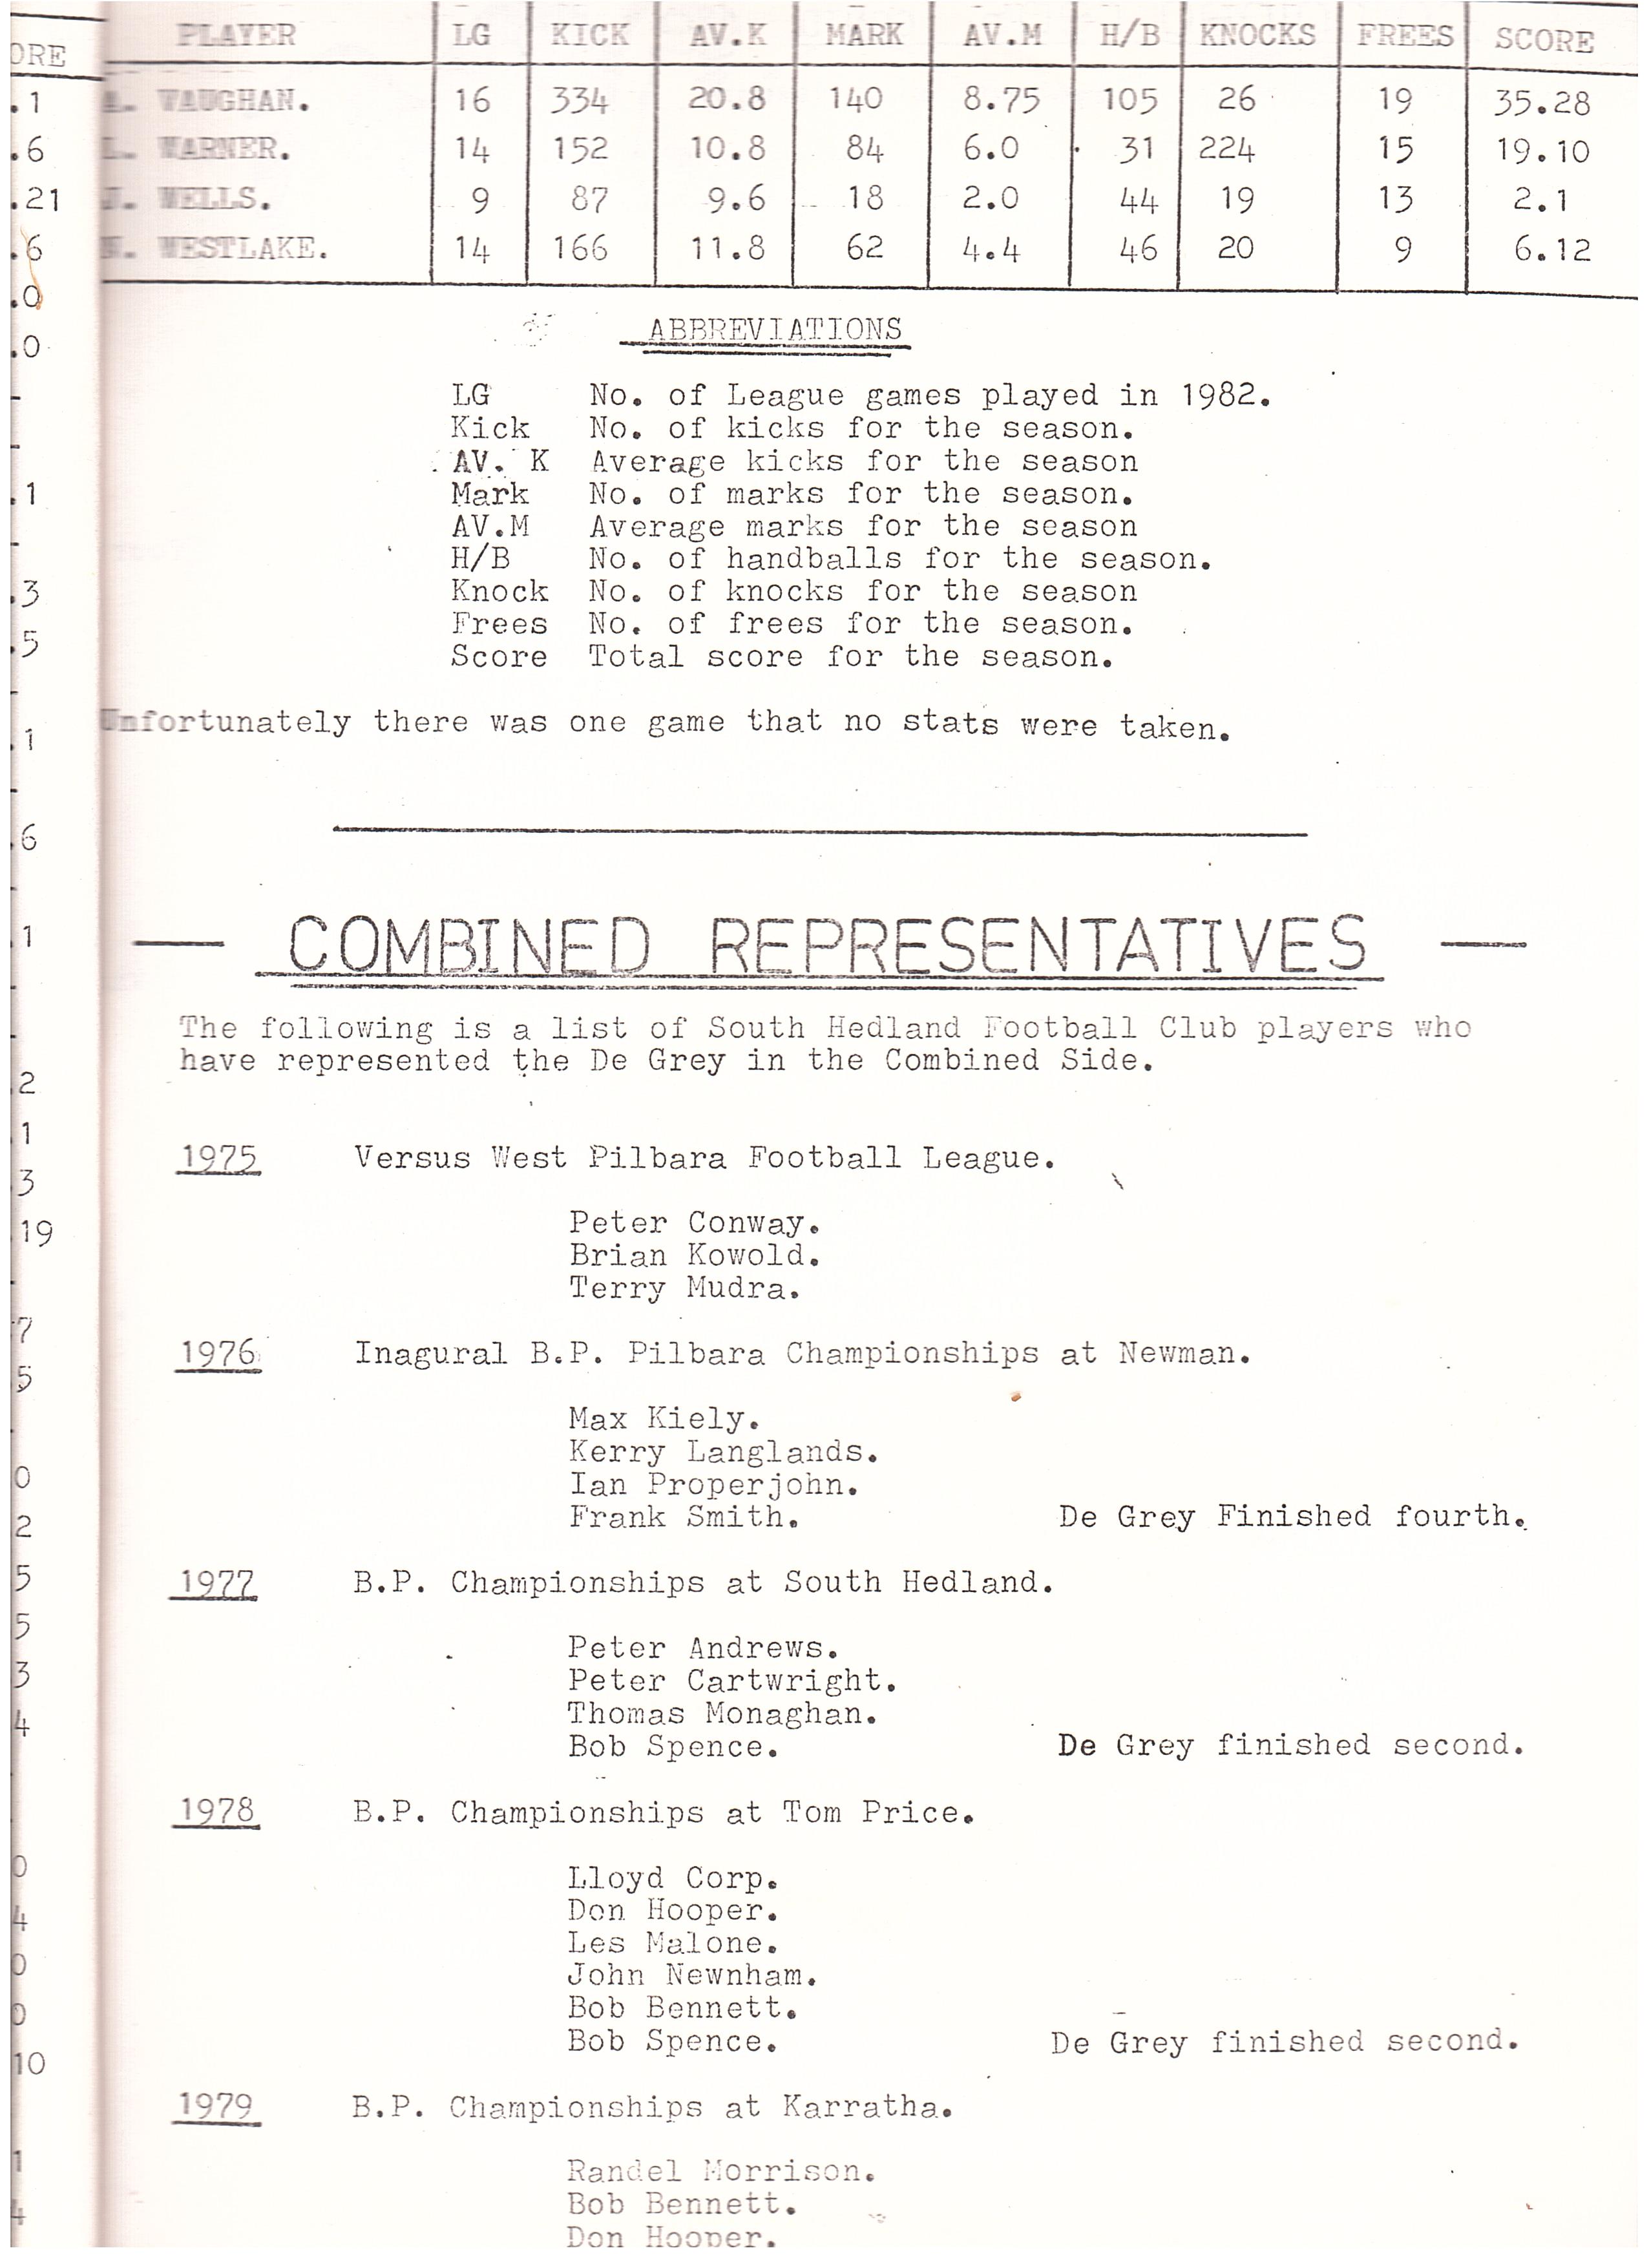 PLAYER LG KICK AV.K MARK AV.M H/B KNOCKS FREES SCORE
VAUGHAN. 16 334 20.8 140 8.75 105 26 19 35.28
WARNER. 14 152 10.8 84 6.0 31 224 15 19.10
WELLS. 9 87 9.6 18 2.0 44 19 13 2.1
WESTLAKE. 14 166 11.8 62 4.4 46 20 9 6.12
ABBREVIATIONS
LG No. of League games played in 1982.
Kick No. of kicks for the season.
AV. K Average kicks for the season
Mark No. of marks for the season.
AV.M Average marks for the season
H/B No. of handballs for the season.
Knock No. of knocks for the season
Frees No. of frees for the season.
Score Total score for the season.
Unfortunately there was one game that no stats were taken.
— COMBINED REPRESENTATIVES —
The following is a list of South Hedland Football Club players who
have represented the De Grey in the Combined Side.
1975 Versus West Pilbara Football League.
Peter Conway.
Brian Kowold.
Terry Mudra.
1976 Inagural B.P. Pilbara Championships at Newman.
Max Kiely.
Kerry Langlands.
Ian Properjohn.
Frank Smith. De Grey Finished fourth.
1977 B.P. Championships at South Hedland.
Peter Andrews.
Peter Cartwright.
Thomas Monaghan.
Bob Spence. De Grey finished second.
1978 B.P. Championships at Tom Price.
Lloyd Corp.
Don Hooper.
Les Malone.
John Newnham.
Bob Bennett.
Bob Spence. De Grey finished second.
1979 B.P. Championships at Karratha.
Randel Morrison.
Bob Bennett.
Don Hooper.